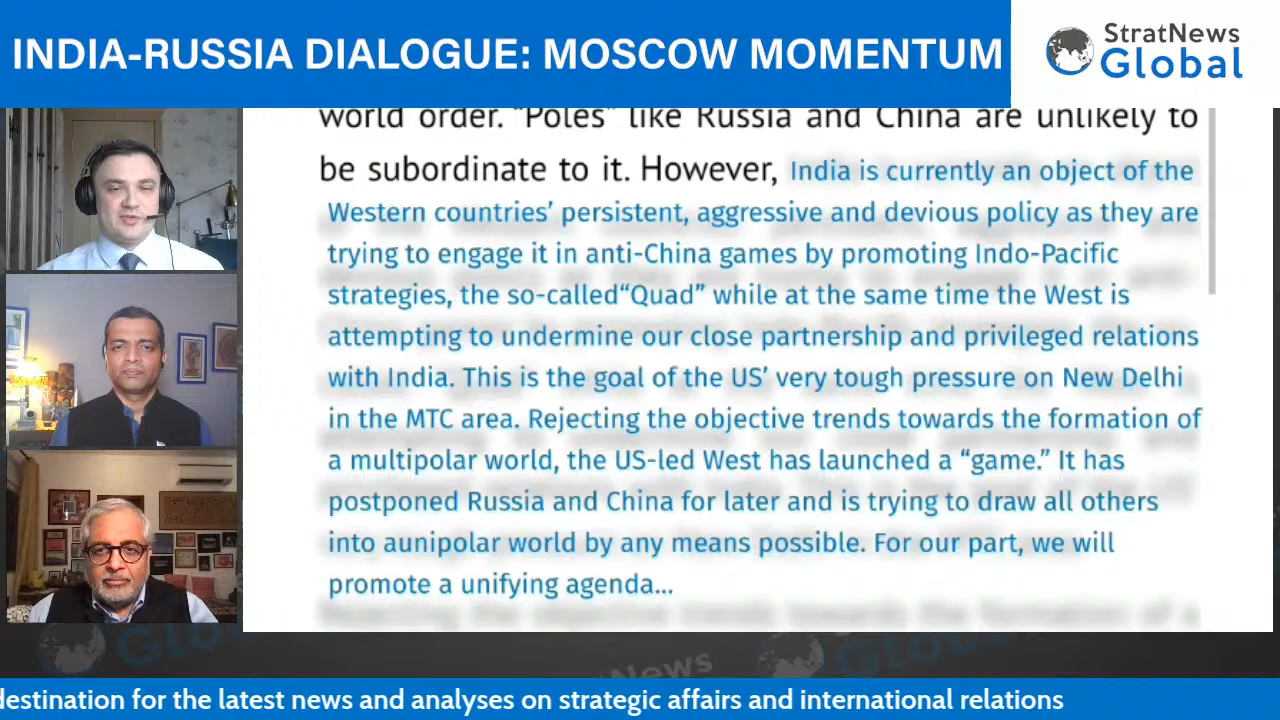 INDIA-RUSSIA DIALOGUE: MOSCOW MOMENTUM
StratNews
Global
world order. "Poles" like Russia and China are unlikely to
be subordinate to it. However, India is currently an object of the
Western countries' persistent, aggressive and devious policy as they are
trying to engage it in anti-China games by promoting Indo-Pacific
strategies, the so-called“Quad” while at the same time the West is
attempting to undermine our close partnership and privileged relations
with India. This is the goal of the US’ very tough pressure on New Delhi
in the MTC area. Rejecting the objective trends towards the formation of
a multipolar world, the US-led West has launched a “game.” It has
postponed Russia and China for later and is trying to draw all others
into aunipolar world by any means possible. For our part, we will
promote a unifying agenda...
Global
News
Global
destination for the latest news and analyses on strategic affairs and international relations